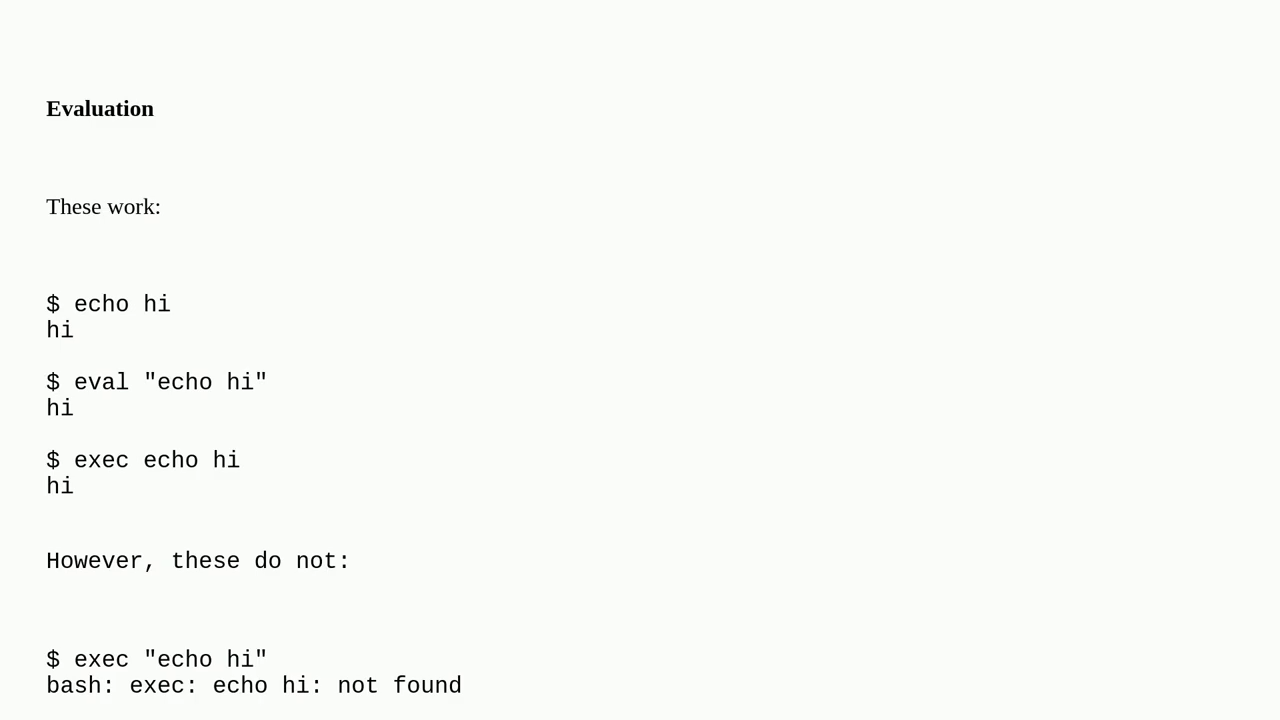 Evaluation
These work:
$ echo hi
hi
$ eval "echo hi"
hi
$ exec echo hi
hi
However, these do not:
$ exec "echo hi"
bash: exec: echo hi: not found